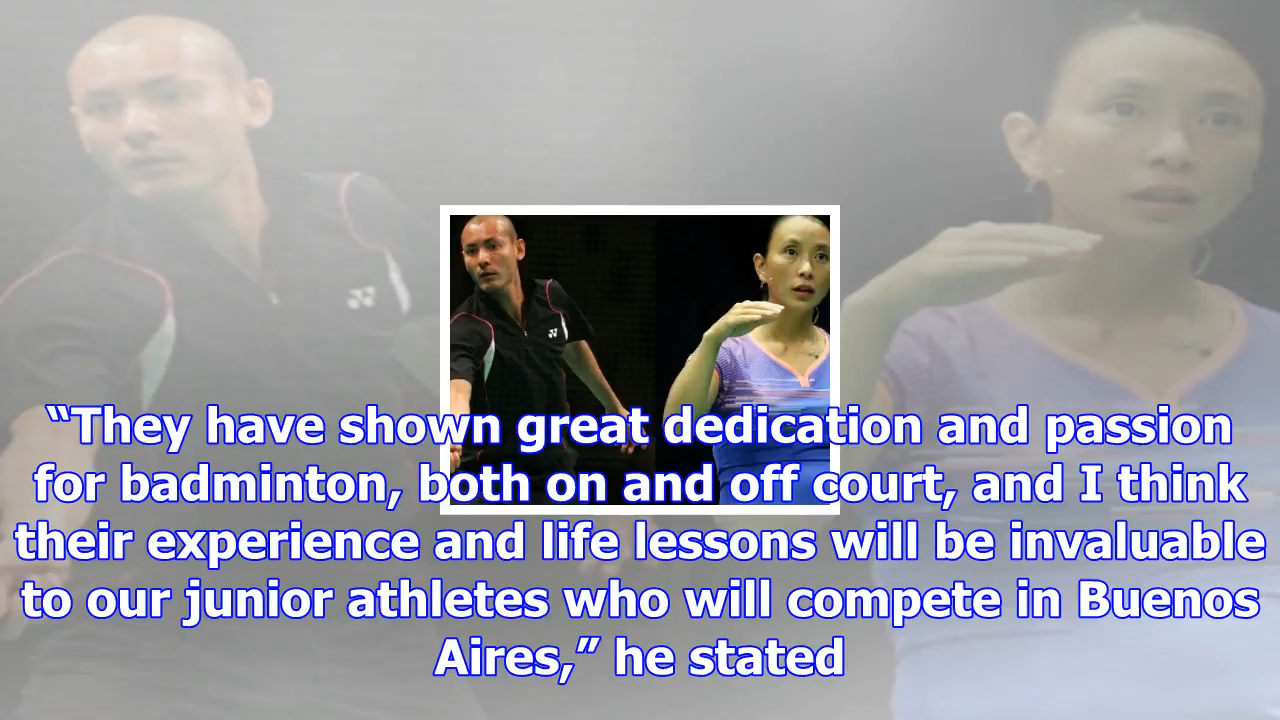 “They have shown great dedication and passion
for badminton, both on and off court, and I think
their experience and life lessons will be invaluable
to our junior athletes who will compete in Buenos
Aires,” he stated